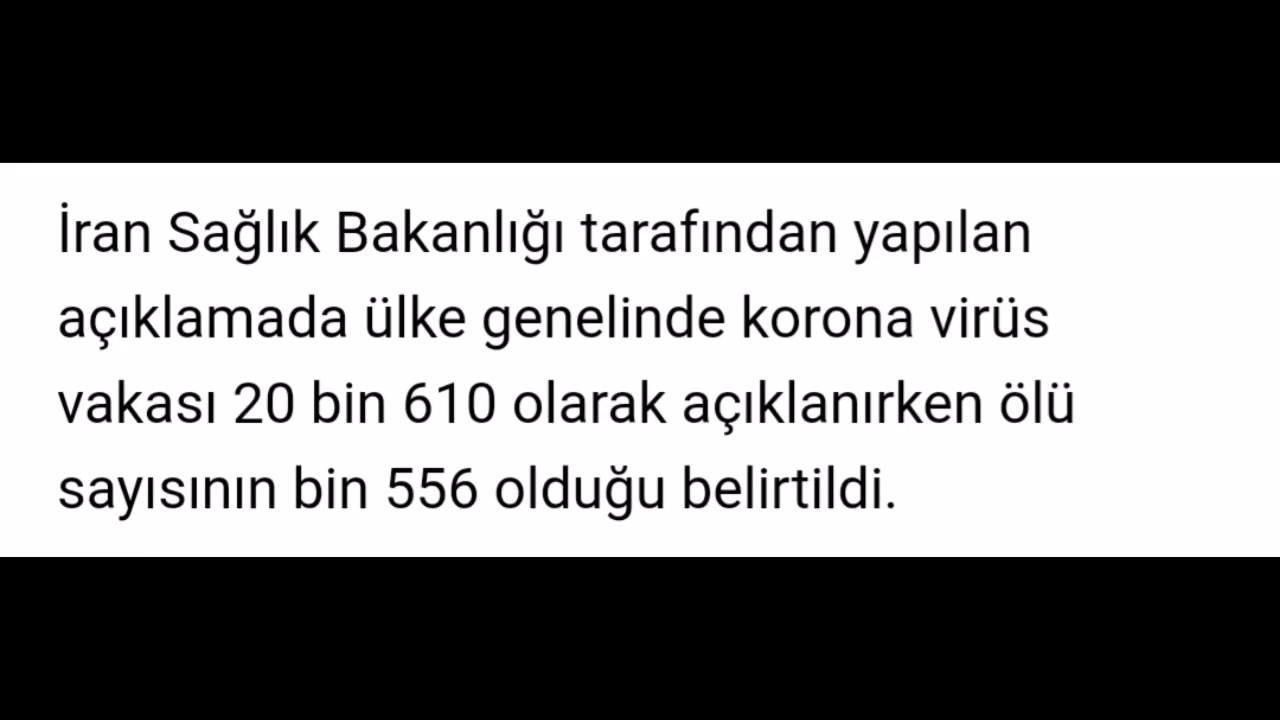 İran Sağlık Bakanlığı tarafından yapılan
açıklamada ülke genelinde korona virüs
vakası 20 bin 610 olarak açıklanırken ölü
sayısının bin 556 olduğu belirtildi.